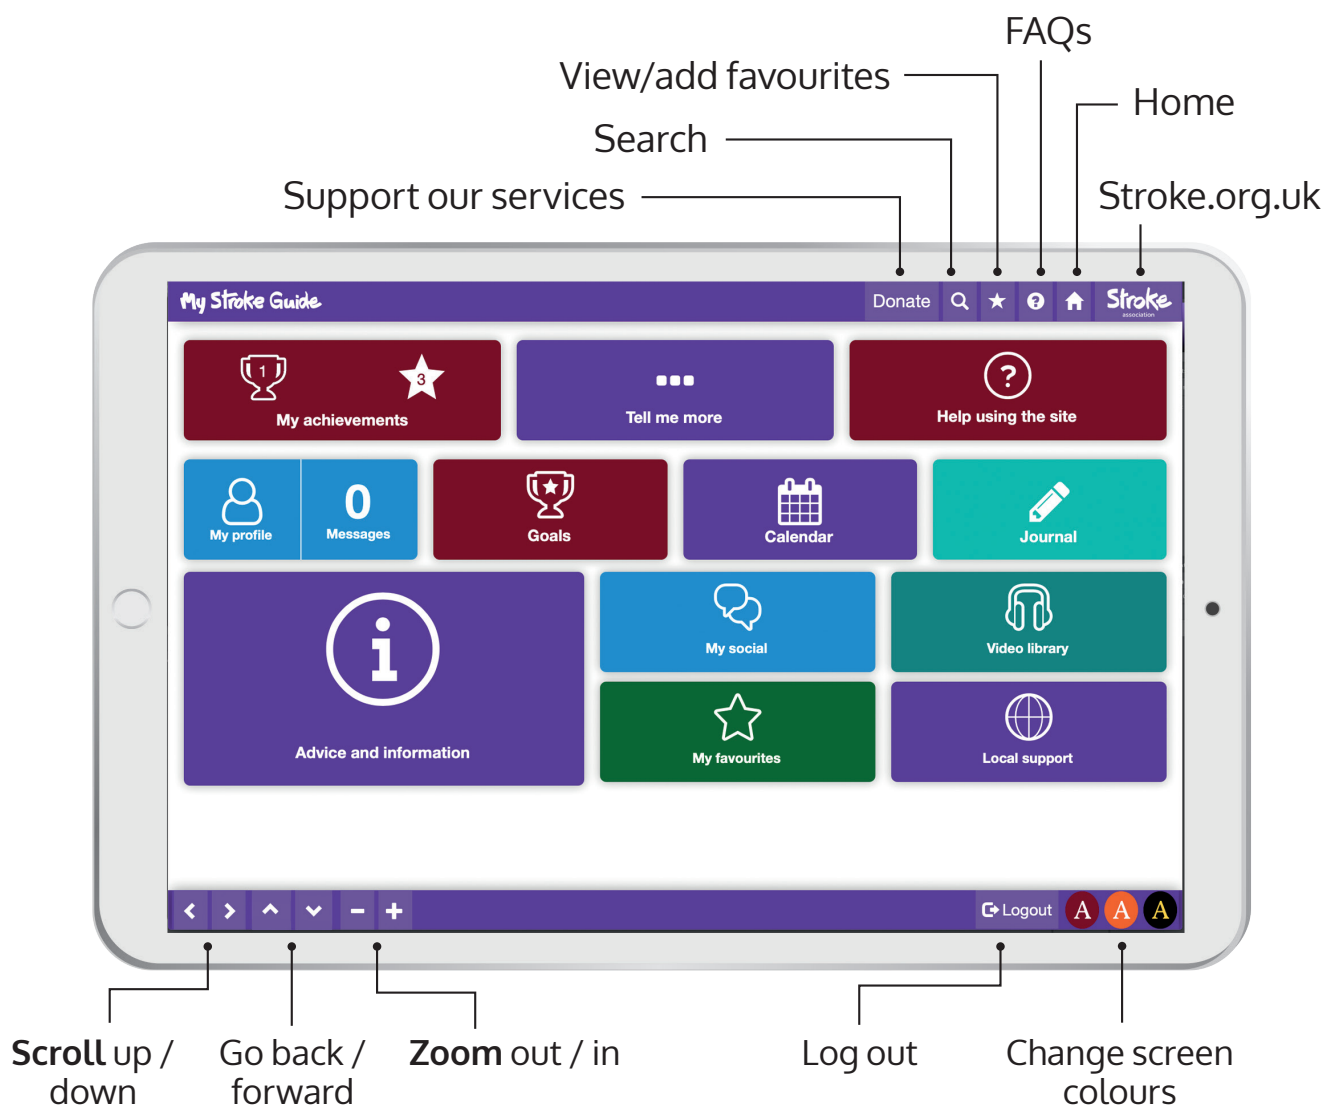 FAQs
View/add favourites
Home
Search
Support our services
Stroke.org.uk
My Stroke Guide
Donate
Stroke
association
1
3
My achievements
Tell me more
Help using the site
My profile
0
Messages
Goals
Calendar
Journal
Advice and information
My social
Video library
My favourites
Local support
Logout
A
A
A
Scroll up /
down
Go back /
forward
Zoom out / in
Log out
Change screen
colours